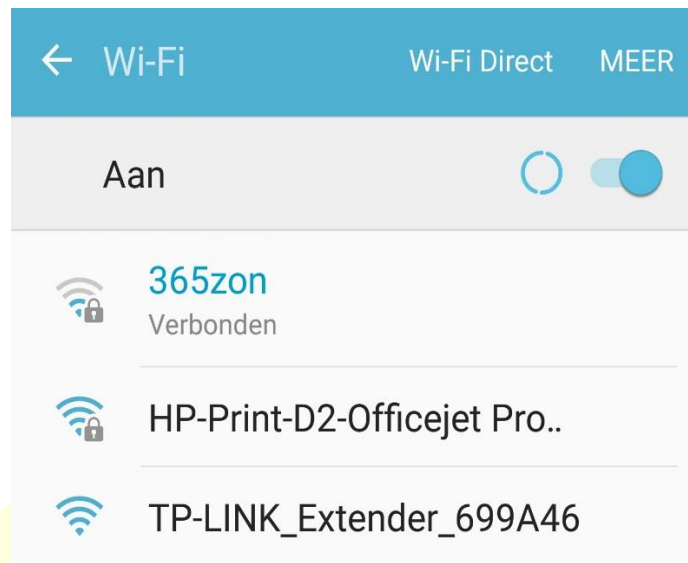 Wi-Fi Wi-Fi Direct MEER
Aan
365zon
Verbonden
HP-Print-D2-Officejet Pro..
TP-LINK_Extender_699A46